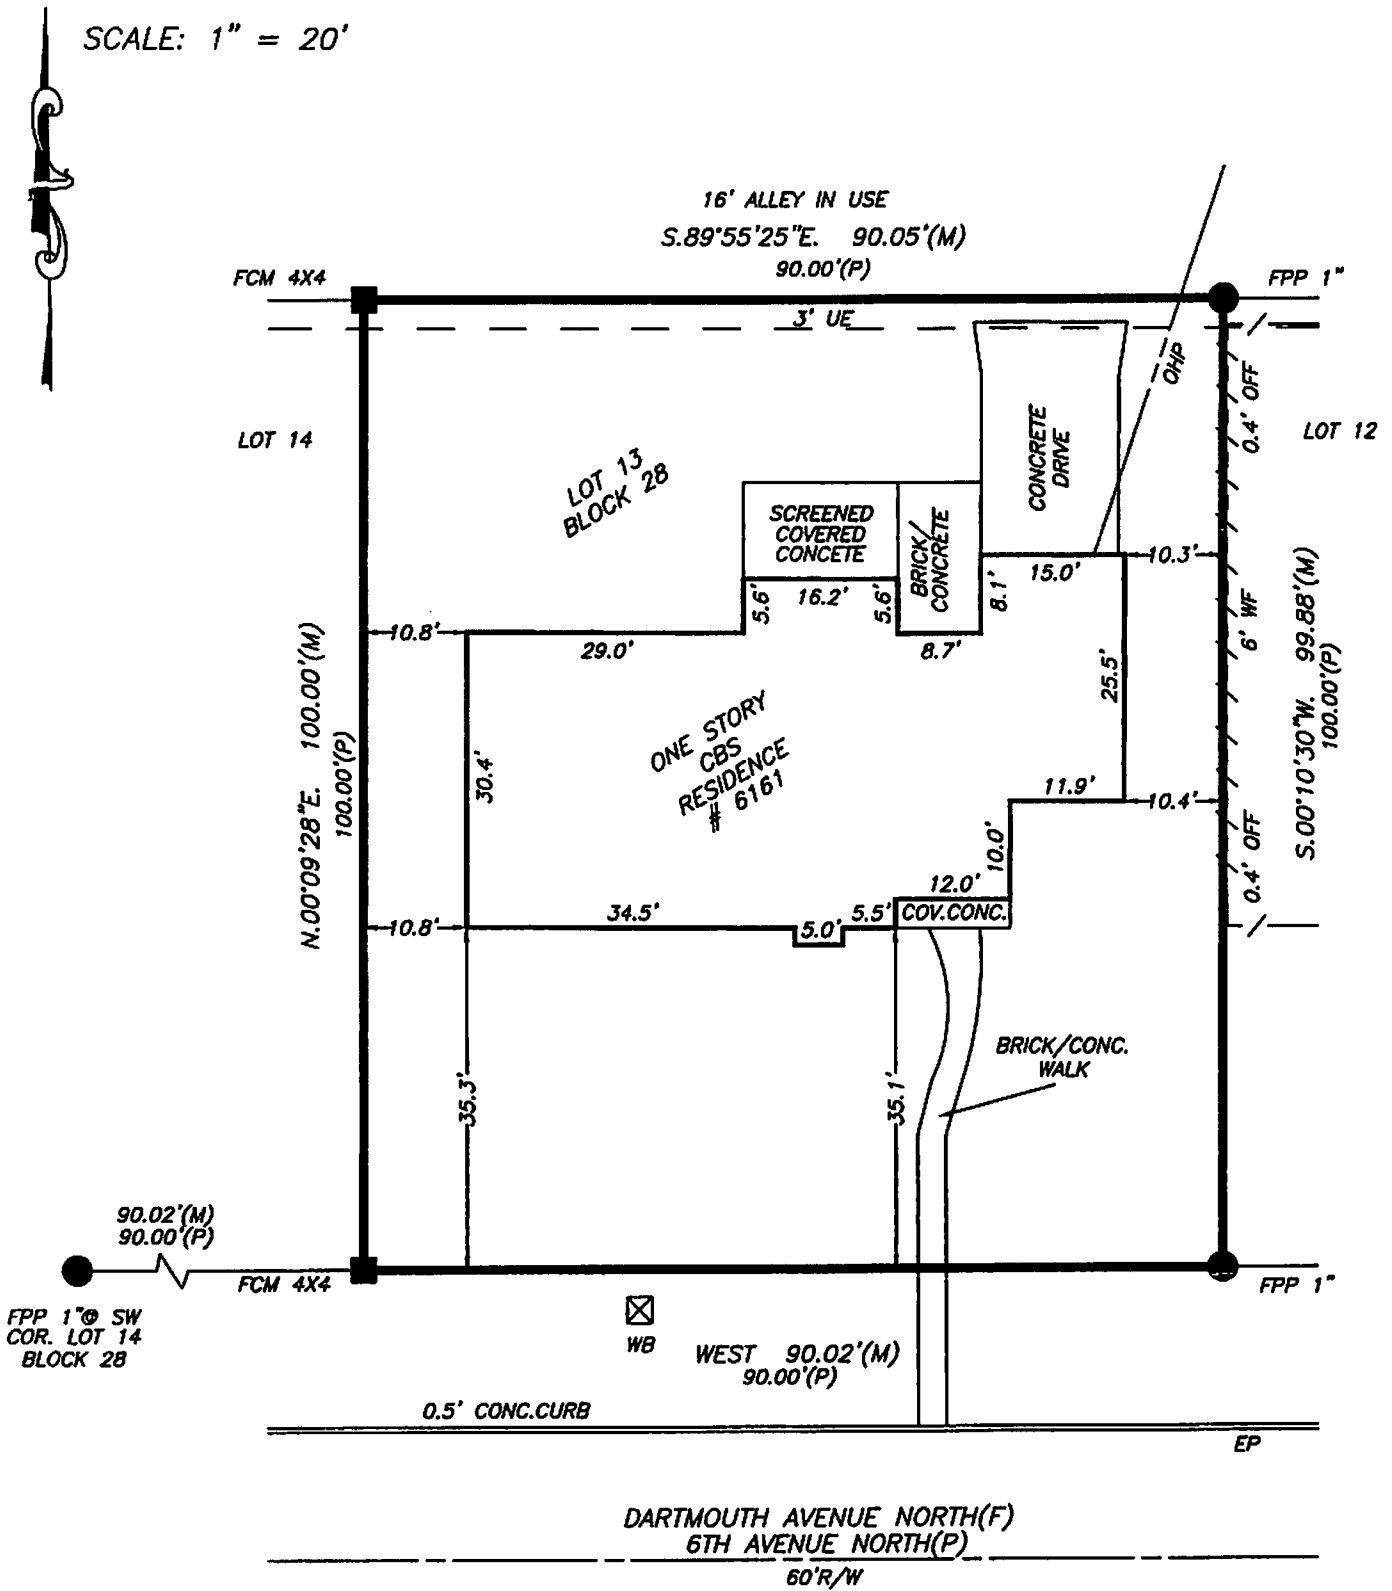 SCALE: 1" = 20'
16' ALLEY IN USE
S.89°55'25"E. 90.05'(M)
90.00'(P)
FCM 4X4
FPP 1"
3' UE
OHP
0.4' OFF
LOT 14
LOT 12
LOT 13
BLOCK 28
CONCRETE
DRIVE
SCREENED
COVERED
CONCETE
BRICK/
CONCRETE
10.3'
15.0'
8.1'
5.6'
16.2'
5.6'
10.8'
29.0'
8.7'
6' WF
25.5'
N.00°09'28"E. 100.00'(M)
100.00'(P)
S.00°10'30"W. 99.88'(M)
100.00'(P)
ONE STORY
CBS
RESIDENCE
# 6161
30.4'
11.9'
10.4'
10.0'
0.4' OFF
12.0'
10.8'
34.5'
5.0'
5.5'
COV.CONC.
BRICK/CONC.
WALK
35.3'
35.1'
90.02'(M)
90.00'(P)
FCM 4X4
FPP 1"
FPP 1"@ SW
COR. LOT 14
BLOCK 28
WB
WEST 90.02'(M)
90.00'(P)
0.5' CONC.CURB
EP
DARTMOUTH AVENUE NORTH(F)
6TH AVENUE NORTH(P)
60'R/W